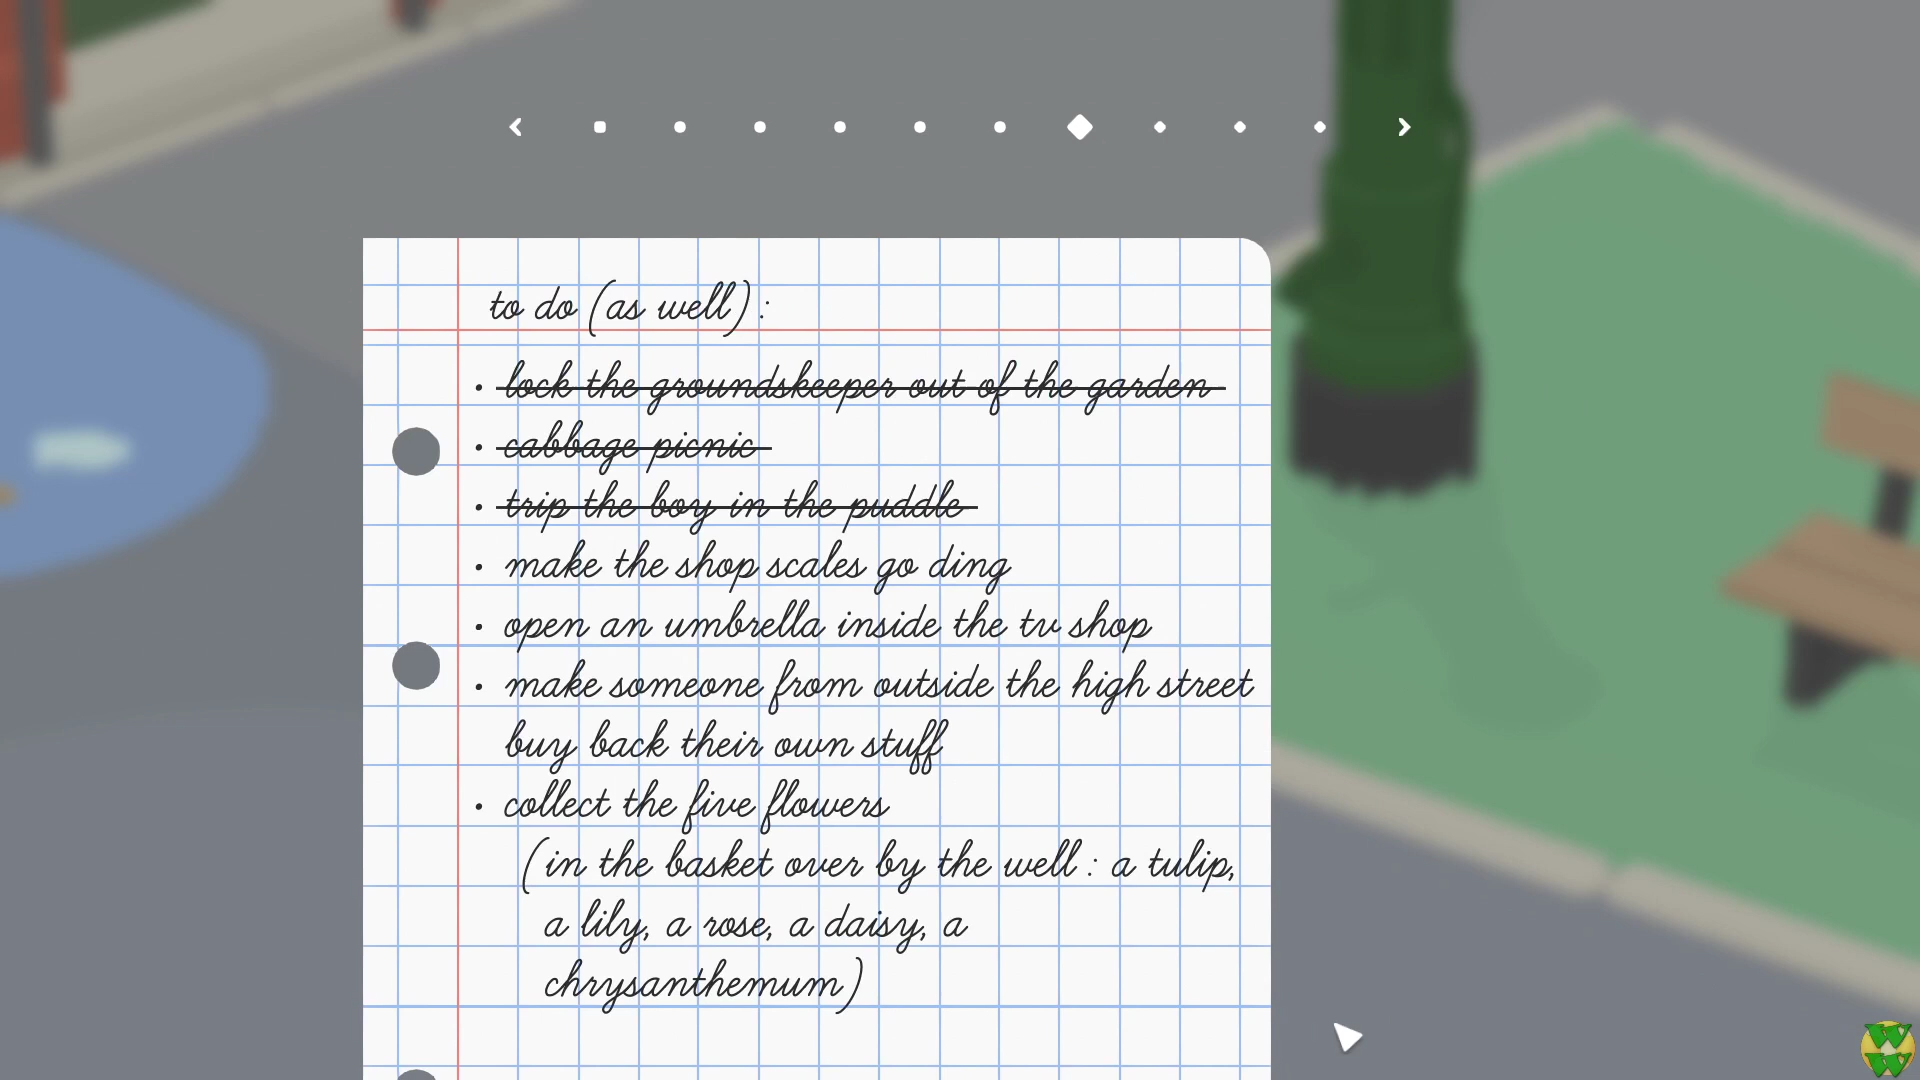 to do (as well) :
• lock the groundskeeper out of the garden
• cabbage picnic
• trip the boy in the puddle
• make the shop scales go ding
• open an umbrella inside the tv shop
• make someone from outside the high street
buy back their own stuff
• collect the five flowers
(in the basket over by the well : a tulip,
a lily, a rose, a daisy, a
chrysanthemum)
W
W